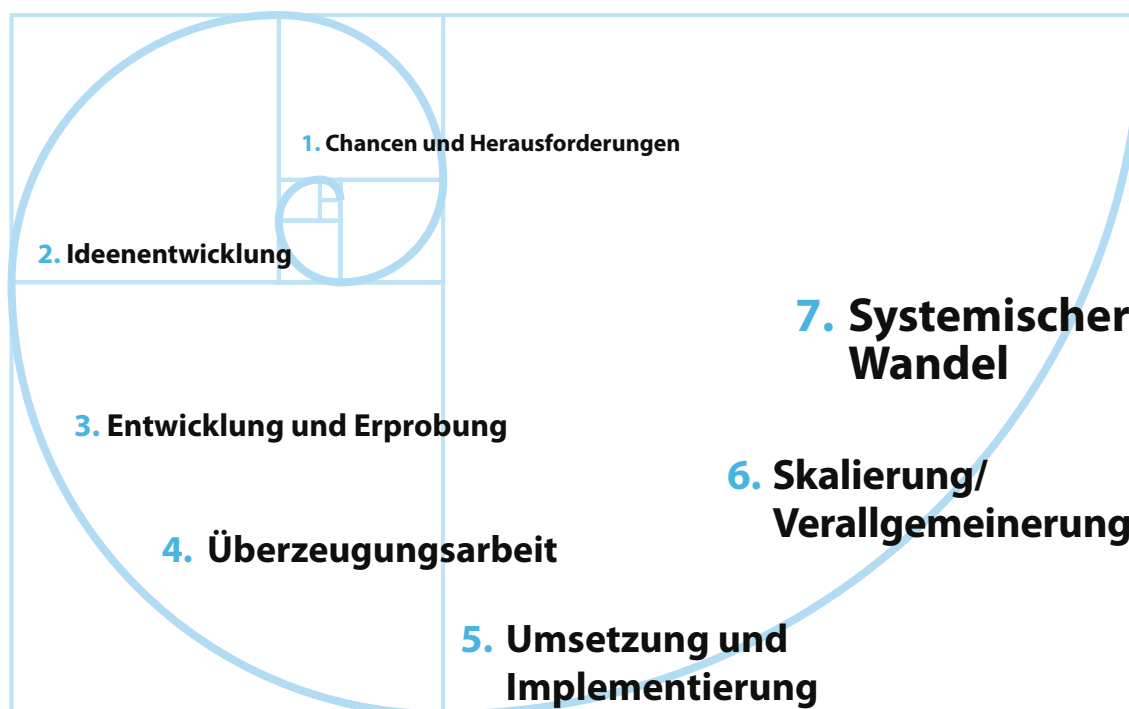 1. Chancen und Herausforderungen
2. Ideenentwicklung
3. Entwicklung und Erprobung
4. Überzeugungsarbeit
5. Umsetzung und
Implementierung
6. Skalierung/
Verallgemeinerung
7. Systemischer
Wandel